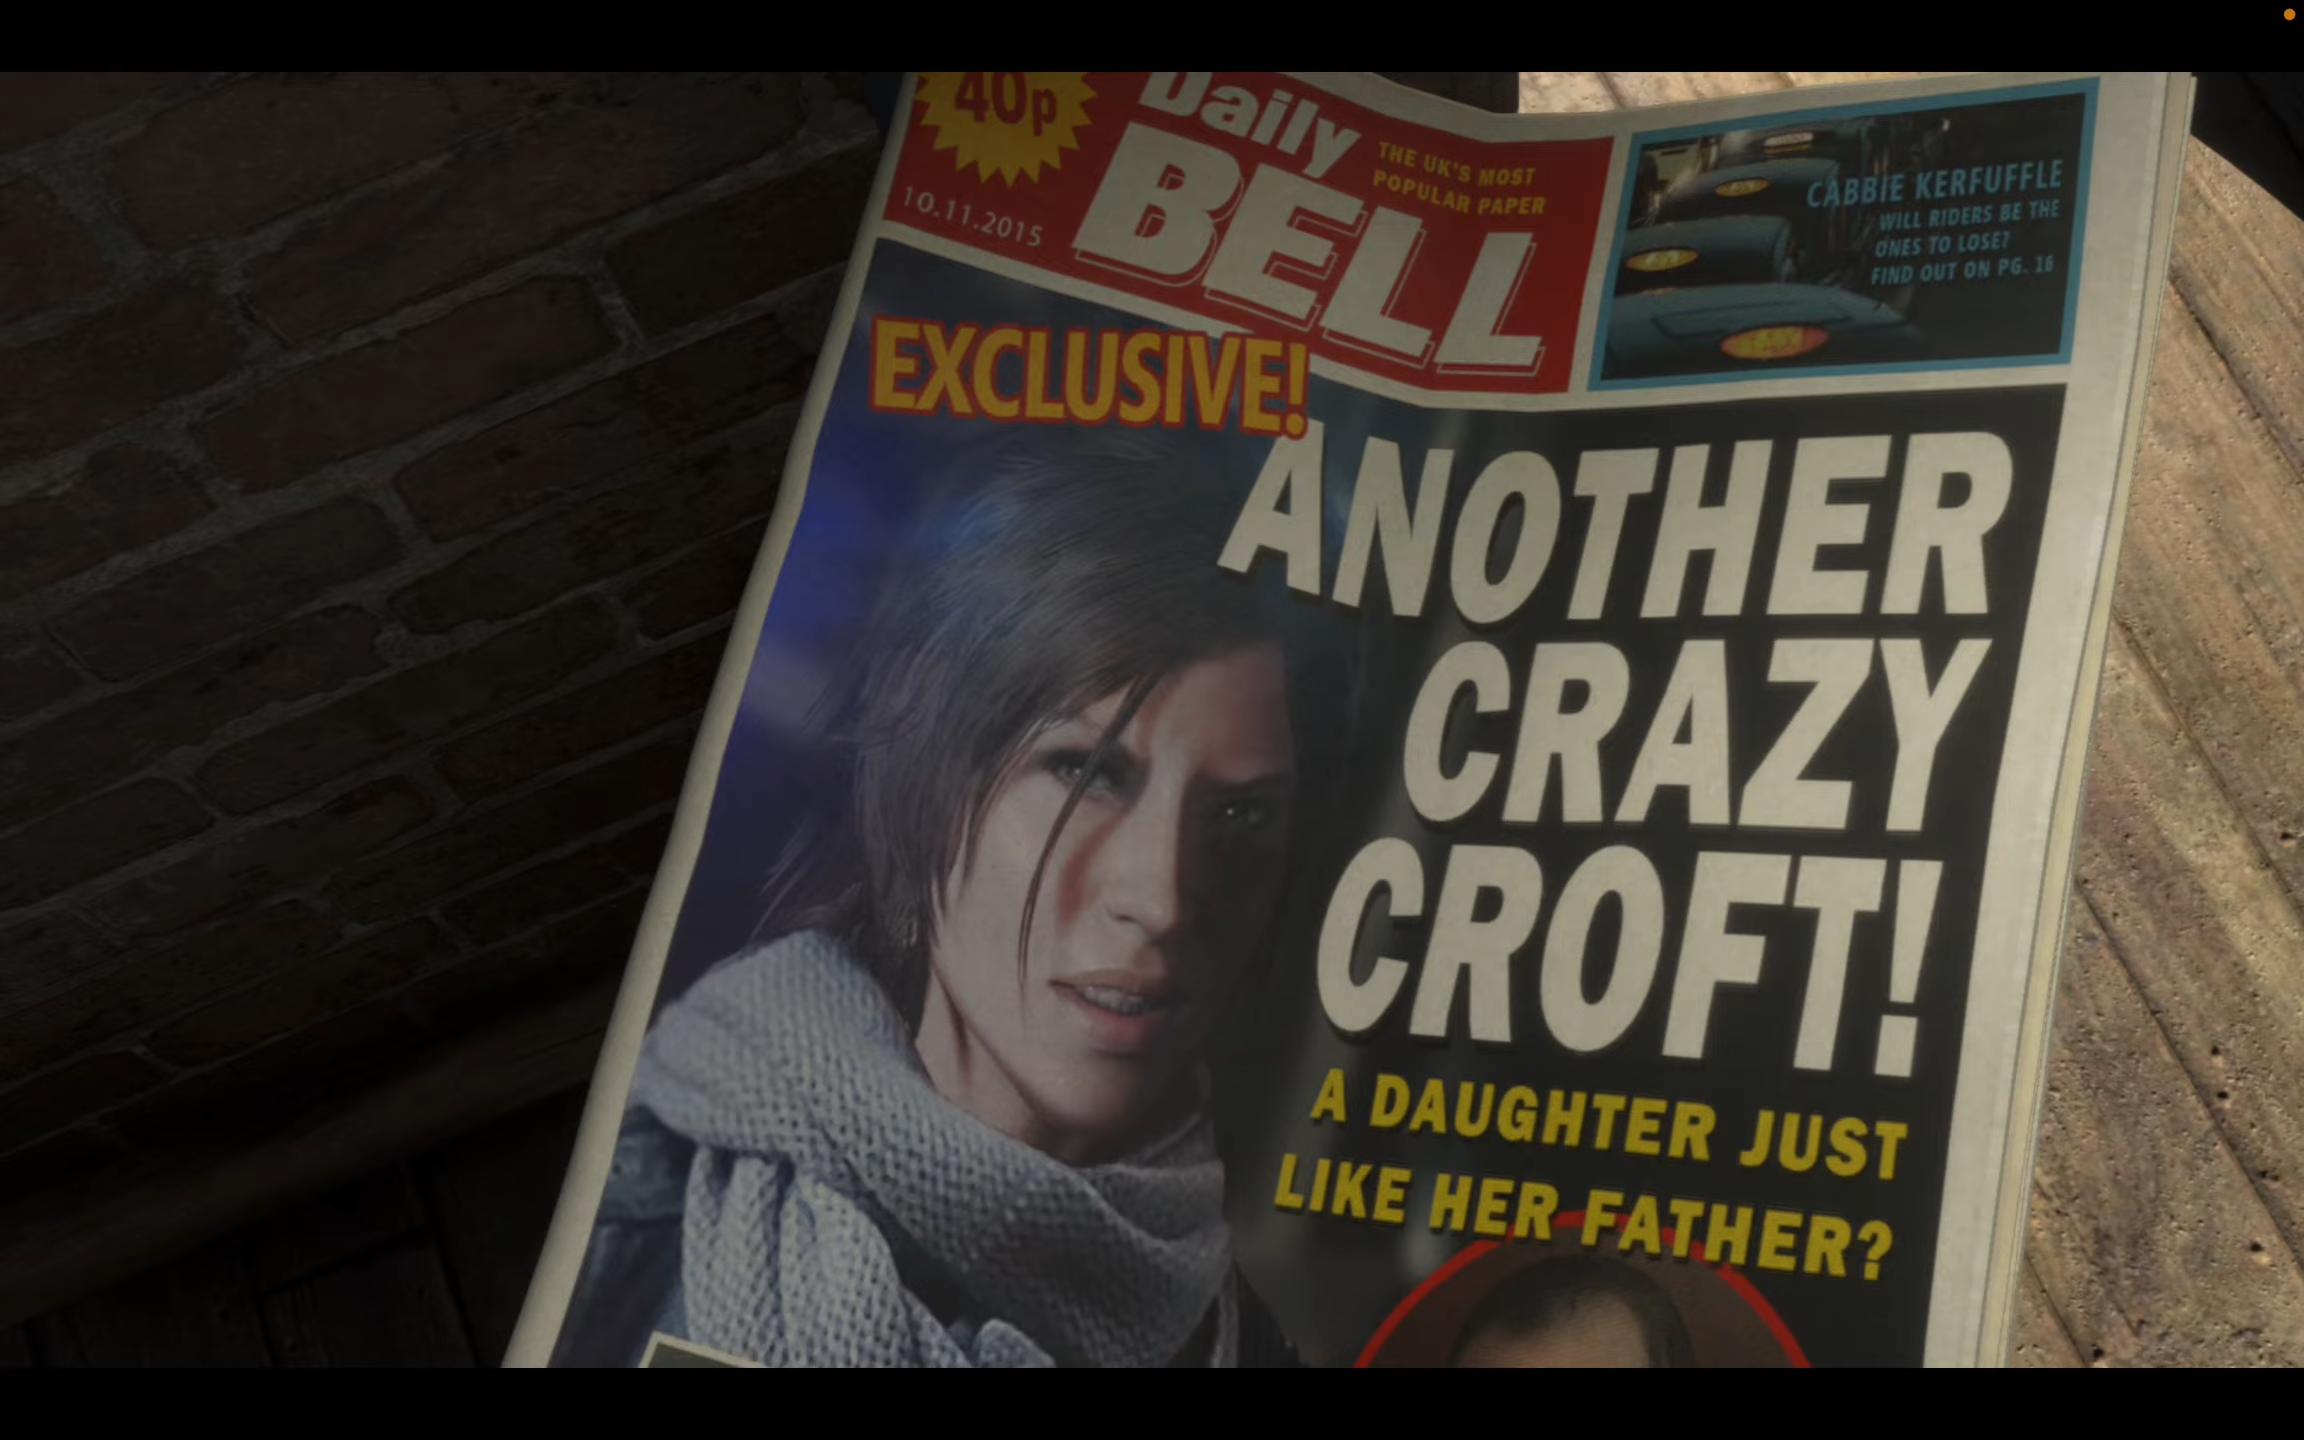 40p
Daily
BELL
THE UK'S MOST
POPULAR PAPER
10.11.2015
CABBIE KERFUFFLE
WILL RIDERS BE THE
ONES TO LOSE?
FIND OUT ON PG. 16
EXCLUSIVE!
ANOTHER
CRAZY
CROFT!
A DAUGHTER JUST
LIKE HER FATHER?